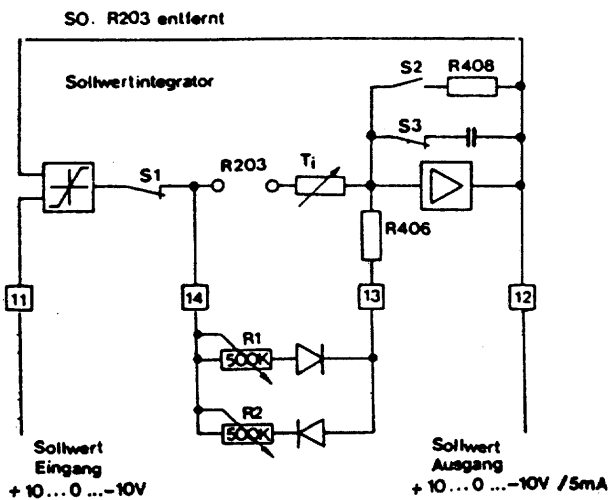 SO. R203 entfernt
Sollwertintegrator
S2
R408
S3
S1
R203
Ti
R406
11
14
13
12
R1
500K
R2
500K
Sollwert
Eingang
+ 10...0 ...-10V
Sollwert
Ausgang
+ 10...0 ...-10V /5mA